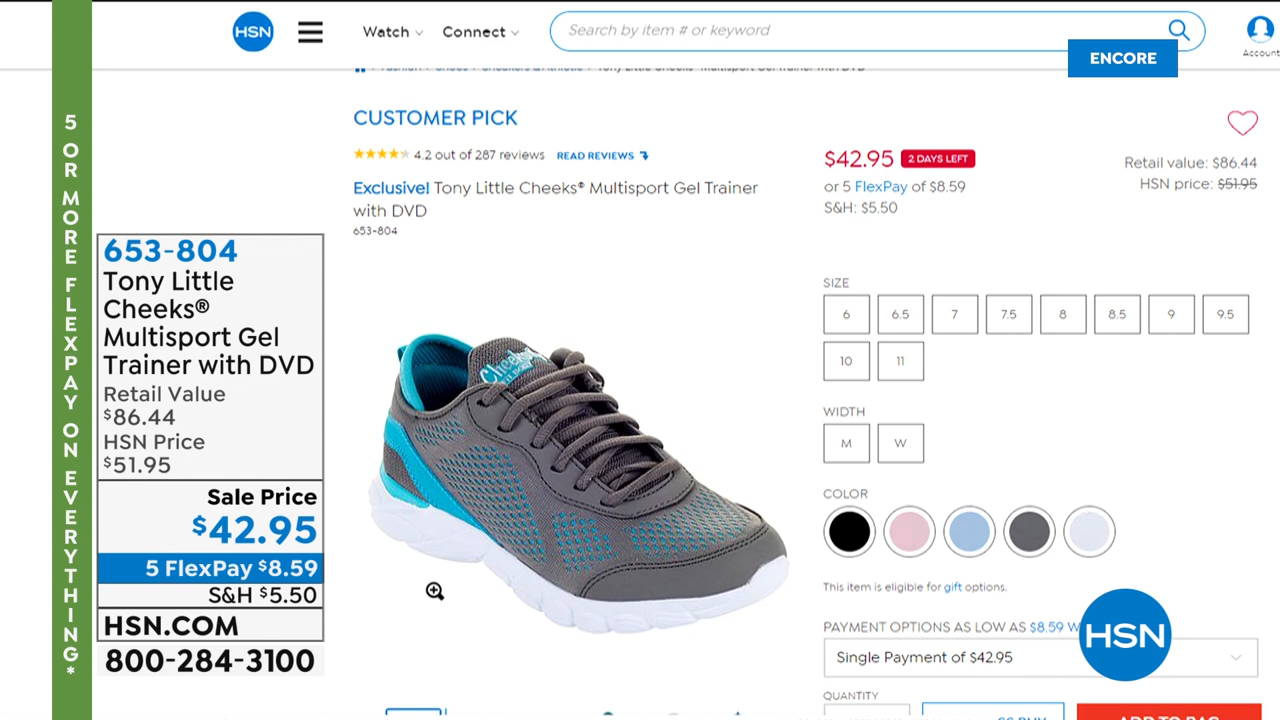 HSN
Watch
Connect
Search by item # or keyword
Account
ENCORE
5 OR MORE FLEXPAY ON EVERYTHING*
CUSTOMER PICK
4.2 out of 287 reviews READ REVIEWS
Exclusive! Tony Little Cheeks® Multisport Gel Trainer
with DVD
653-804
$42.95 2 DAYS LEFT
or 5 FlexPay of $8.59
S&H: $5.50
Retail value: $86.44
HSN price: $51.95
653-804
Tony Little
Cheeks®
Multisport Gel
Trainer with DVD
Retail Value
$86.44
HSN Price
$51.95
Sale Price
$42.95
5 FlexPay $8.59
S&H $5.50
HSN.COM
800-284-3100
Cheeks
SIZE
6 6.5 7 7.5 8 8.5 9 9.5
10 11
WIDTH
M W
COLOR
This item is eligible for gift options.
PAYMENT OPTIONS AS LOW AS $8.59
HSN
Single Payment of $42.95
QUANTITY
ADD TO BAG